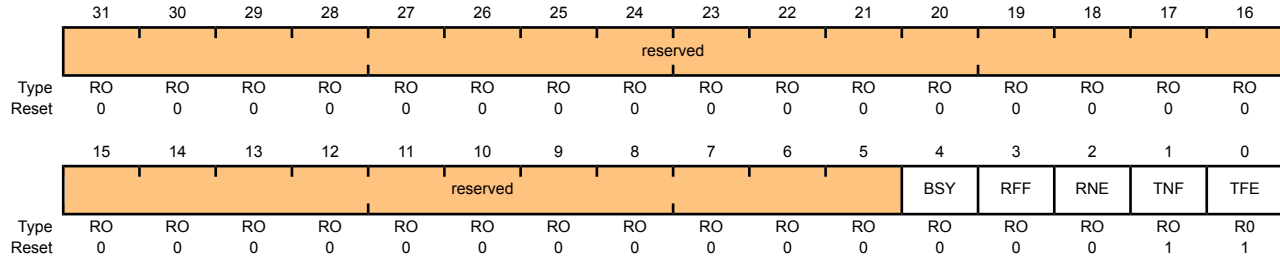 31 30 29 28 27 26 25 24 23 22 21 20 19 18 17 16
reserved
Type RO RO RO RO RO RO RO RO RO RO RO RO RO RO RO RO
Reset 0 0 0 0 0 0 0 0 0 0 0 0 0 0 0 0
15 14 13 12 11 10 9 8 7 6 5 4 3 2 1 0
reserved BSY RFF RNE TNF TFE
Type RO RO RO RO RO RO RO RO RO RO RO RO RO RO RO R0
Reset 0 0 0 0 0 0 0 0 0 0 0 0 0 0 1 1